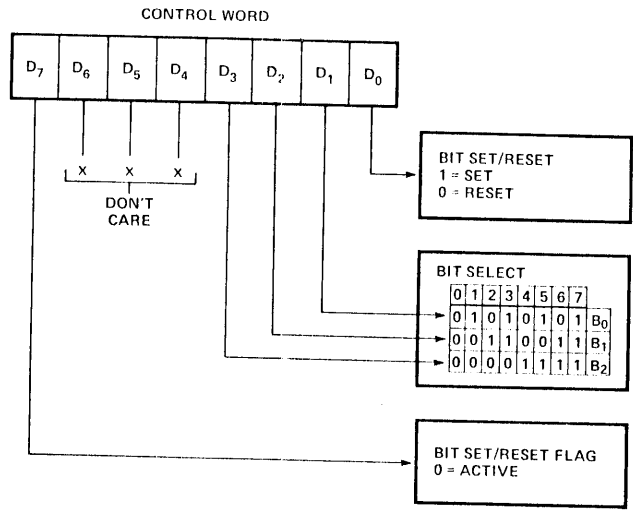 CONTROL WORD
D7 D6 D5 D4 D3 D2 D1 D0
X X X
DON'T
CARE
BIT SET/RESET
1 = SET
0 = RESET
BIT SELECT
0 1 2 3 4 5 6 7
0 1 0 1 0 1 0 1 B0
0 0 1 1 0 0 1 1 B1
0 0 0 0 1 1 1 1 B2
BIT SET/RESET FLAG
0 = ACTIVE